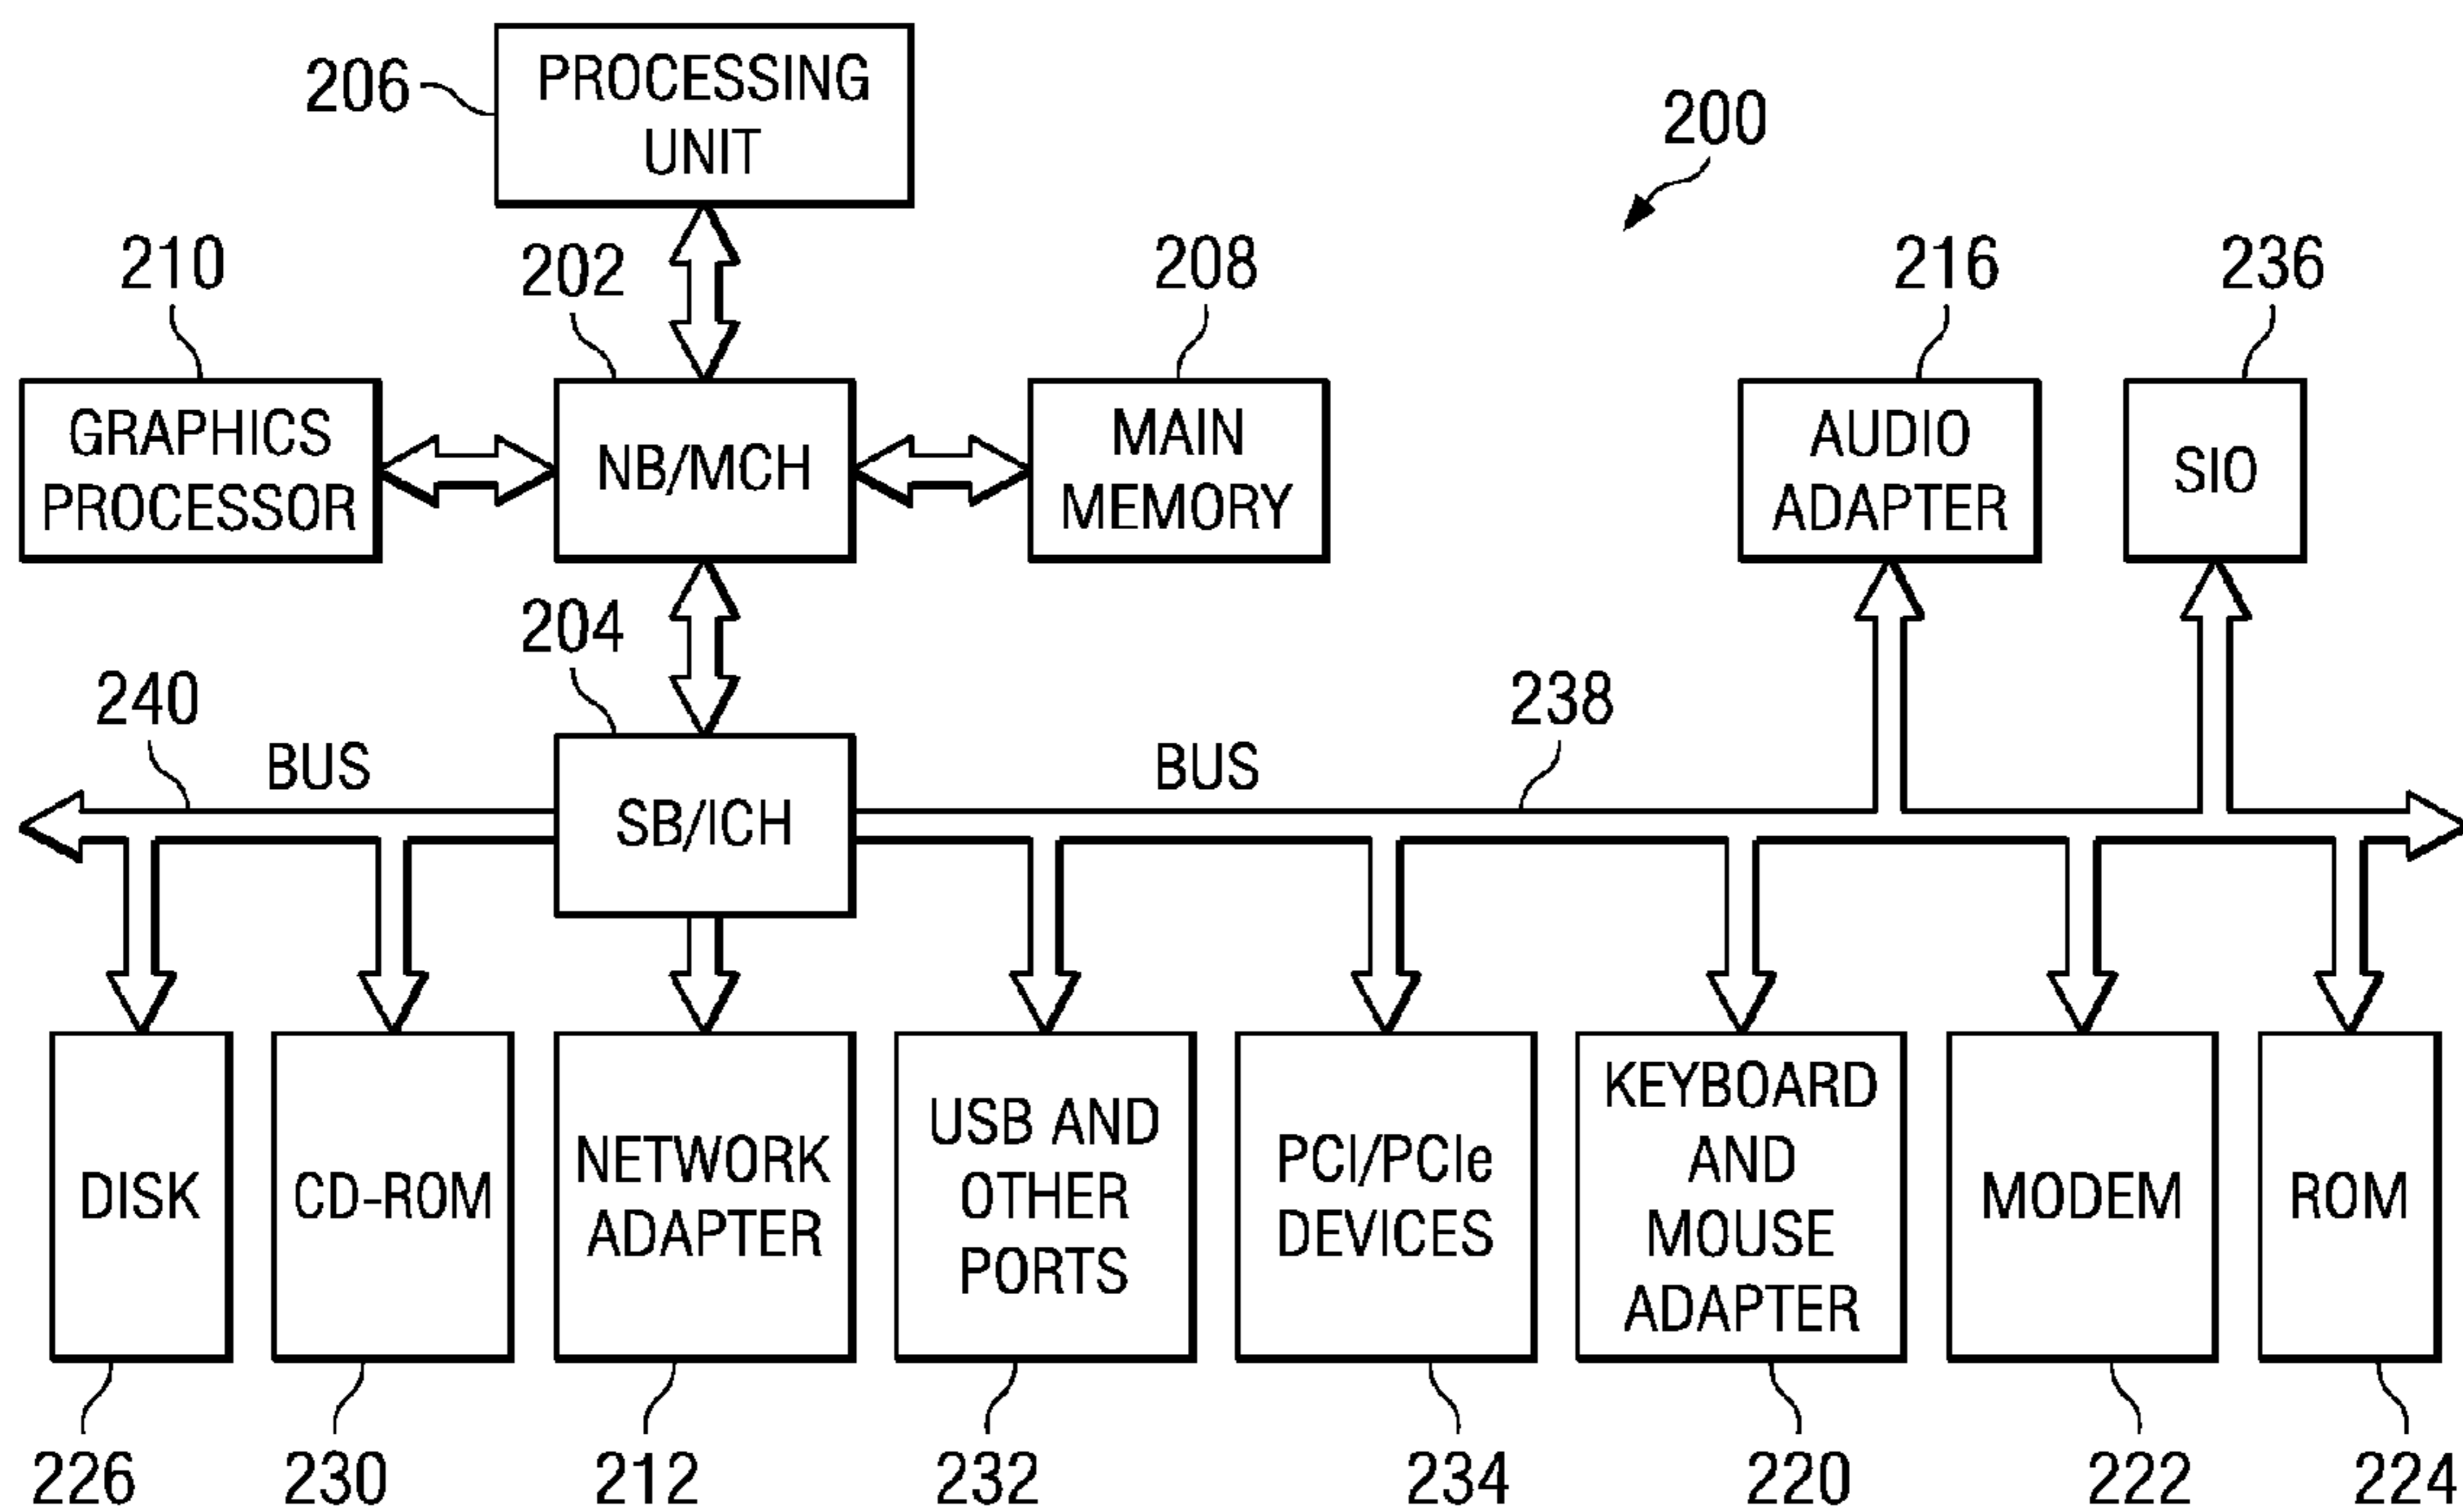 PROCESSING
UNIT
206
200
210
202
208
216
236
GRAPHICS
PROCESSOR
NB/MCH
MAIN
MEMORY
AUDIO
ADAPTER
SIO
204
240
BUS
BUS
238
SB/ICH
DISK
CD-ROM
NETWORK
ADAPTER
USB AND
OTHER
PORTS
PCI/PCIe
DEVICES
KEYBOARD
AND
MOUSE
ADAPTER
MODEM
ROM
226
230
212
232
234
220
222
224